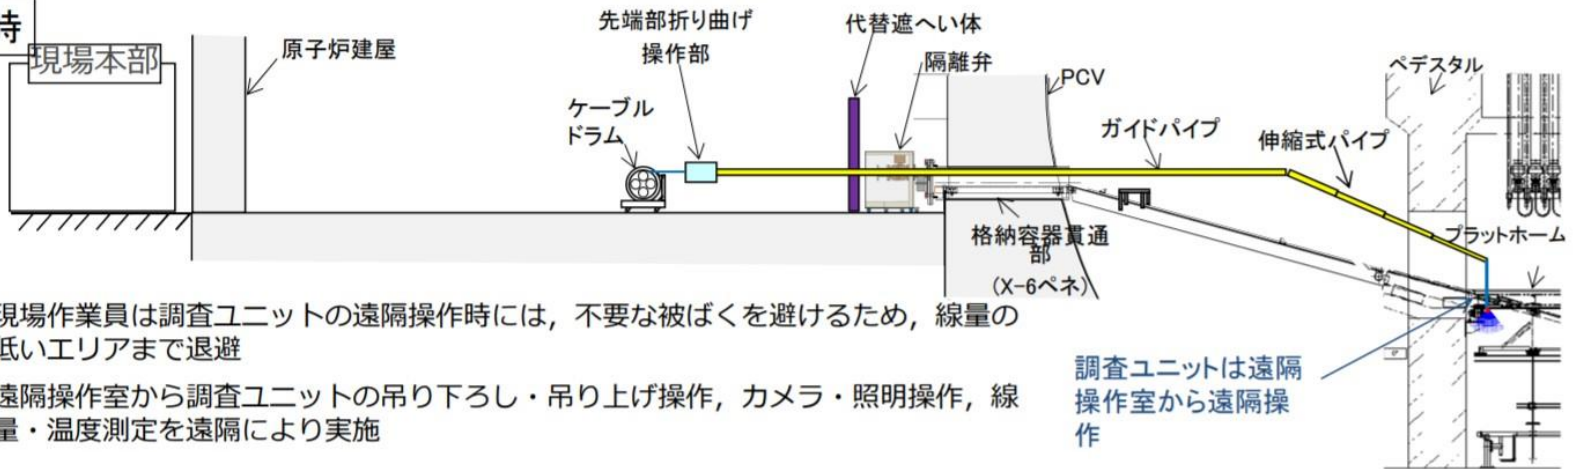 時
現場本部
原子炉建屋
先端部折り曲げ
操作部
ケーブル
ドラム
代替遮へい体
隔離弁
PCV
ガイドパイプ
伸縮式パイプ
ペデスタル
プラットホーム
格納容器貫通
部
(X-6ペネ)
現場作業員は調査ユニットの遠隔操作時には，不要な被ばくを避けるため，線量の
低いエリアまで退避
遠隔操作室から調査ユニットの吊り下ろし・吊り上げ操作，カメラ・照明操作，線
量・温度測定を遠隔により実施
調査ユニットは遠隔
操作室から遠隔操
作